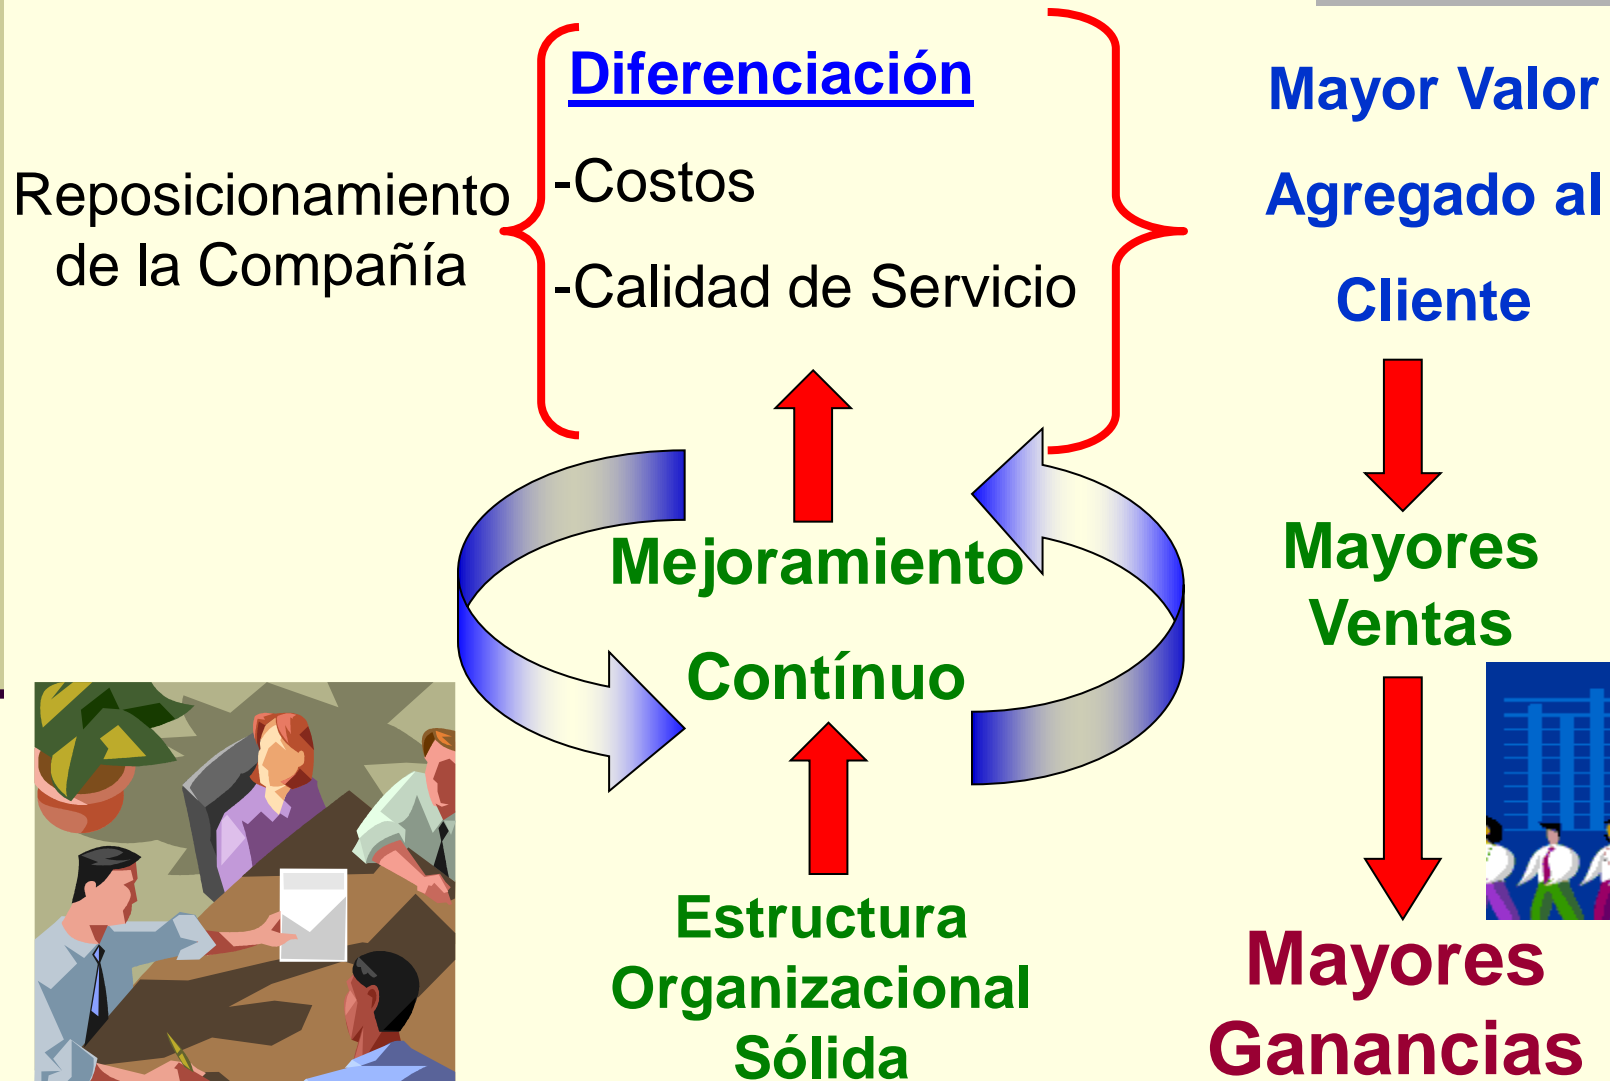 Reposicionamiento
de la Compañía
Diferenciación
-Costos
-Calidad de Servicio
Mayor Valor
Agregado al
Cliente
Mejoramiento
Contínuo
Estructura
Organizacional
Sólida
Mayores
Ventas
Mayores
Ganancias